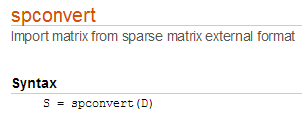 spconvert
Import matrix from sparse matrix external format
Syntax
S = spconvert(D)